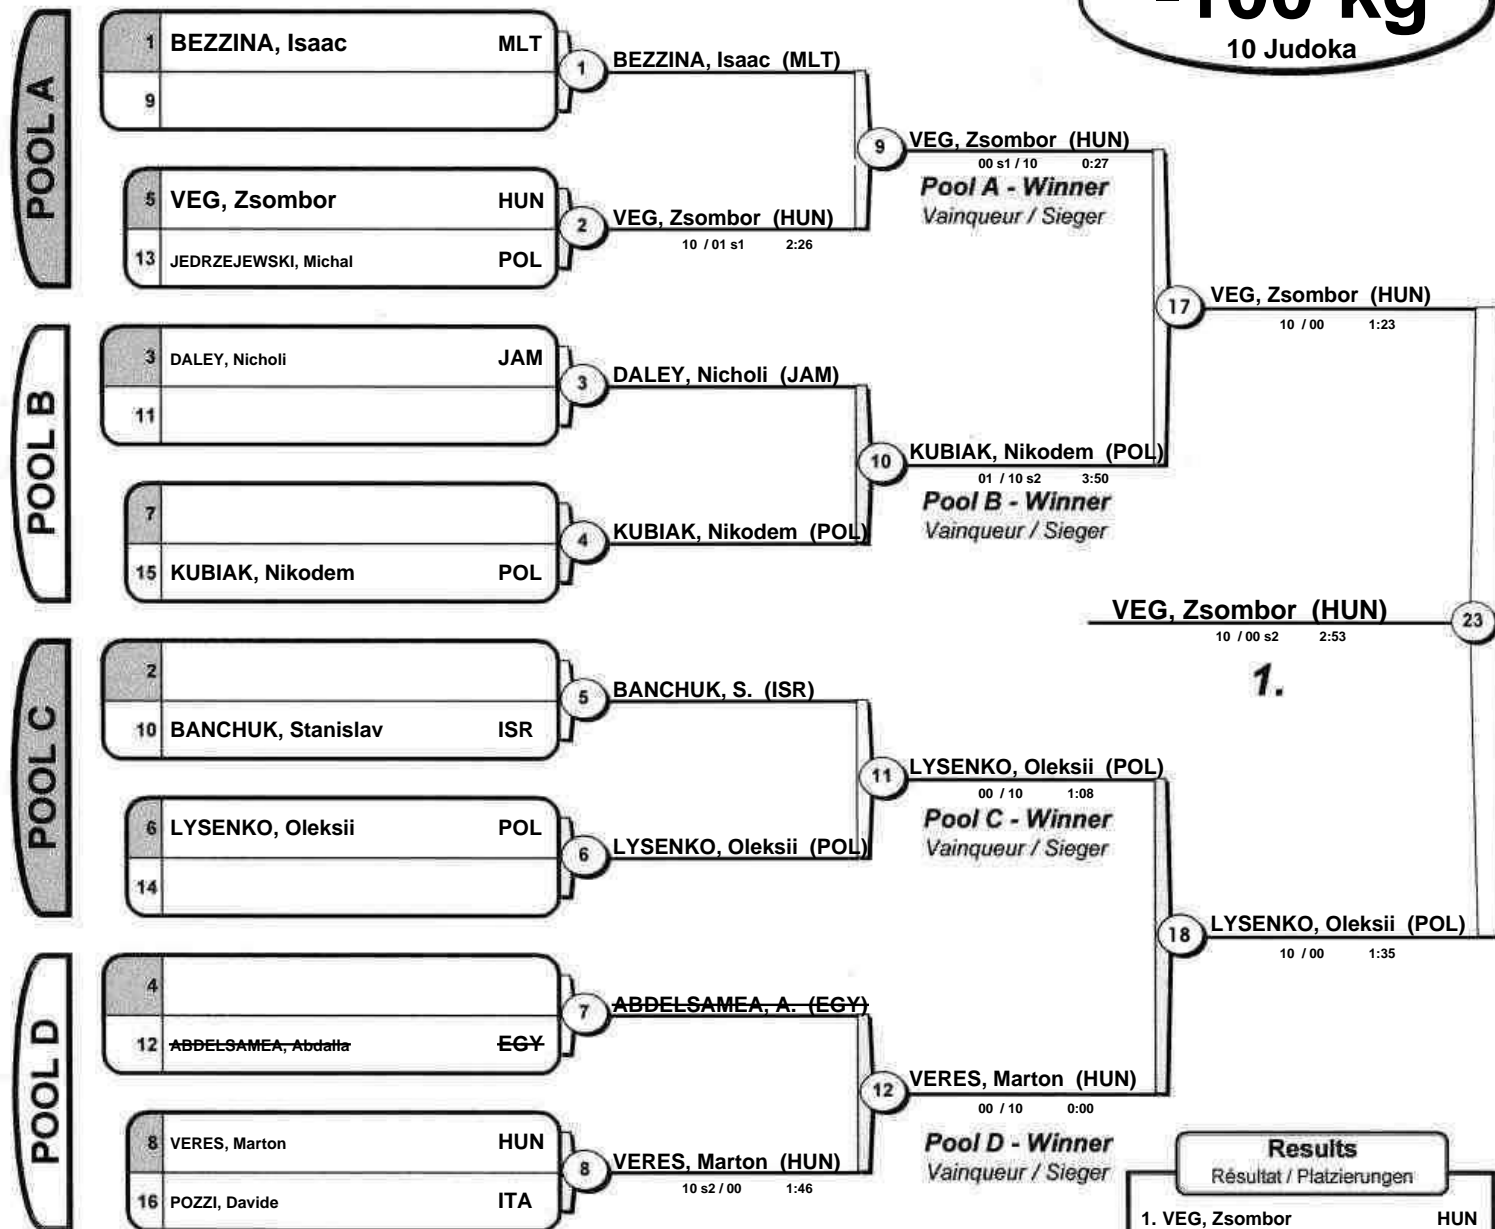 -100 kg
10 Judoka
POOL A
1 BEZZINA, Isaac MLT
9
1 BEZZINA, Isaac (MLT)
5 VEG, Zsombor HUN
13 JEDRZEJEWSKI, Michal POL
2 VEG, Zsombor (HUN)
10 / 01 s1 2:26
9 VEG, Zsombor (HUN)
00 s1 / 10 0:27
Pool A - Winner
Vainqueur / Sieger
17 VEG, Zsombor (HUN)
10 / 00 1:23
POOL B
3 DALEY, Nicholi JAM
11
3 DALEY, Nicholi (JAM)
7
15 KUBIAK, Nikodem POL
4 KUBIAK, Nikodem (POL)
10 KUBIAK, Nikodem (POL)
01 / 10 s2 3:50
Pool B - Winner
Vainqueur / Sieger
VEG, Zsombor (HUN) 23
10 / 00 s2 2:53
1.
POOL C
2
10 BANCHUK, Stanislav ISR
5 BANCHUK, S. (ISR)
6 LYSENKO, Oleksii POL
14
6 LYSENKO, Oleksii (POL)
11 LYSENKO, Oleksii (POL)
00 / 10 1:08
Pool C - Winner
Vainqueur / Sieger
18 LYSENKO, Oleksii (POL)
10 / 00 1:35
POOL D
4
12 ABDELSAMEA, Abdalla EGY
7 ABDELSAMEA, A. (EGY)
8 VERES, Marton HUN
16 POZZI, Davide ITA
8 VERES, Marton (HUN)
10 s2 / 00 1:46
12 VERES, Marton (HUN)
00 / 10 0:00
Pool D - Winner
Vainqueur / Sieger
Results
Résultat / Platzierungen
1. VEG, Zsombor HUN